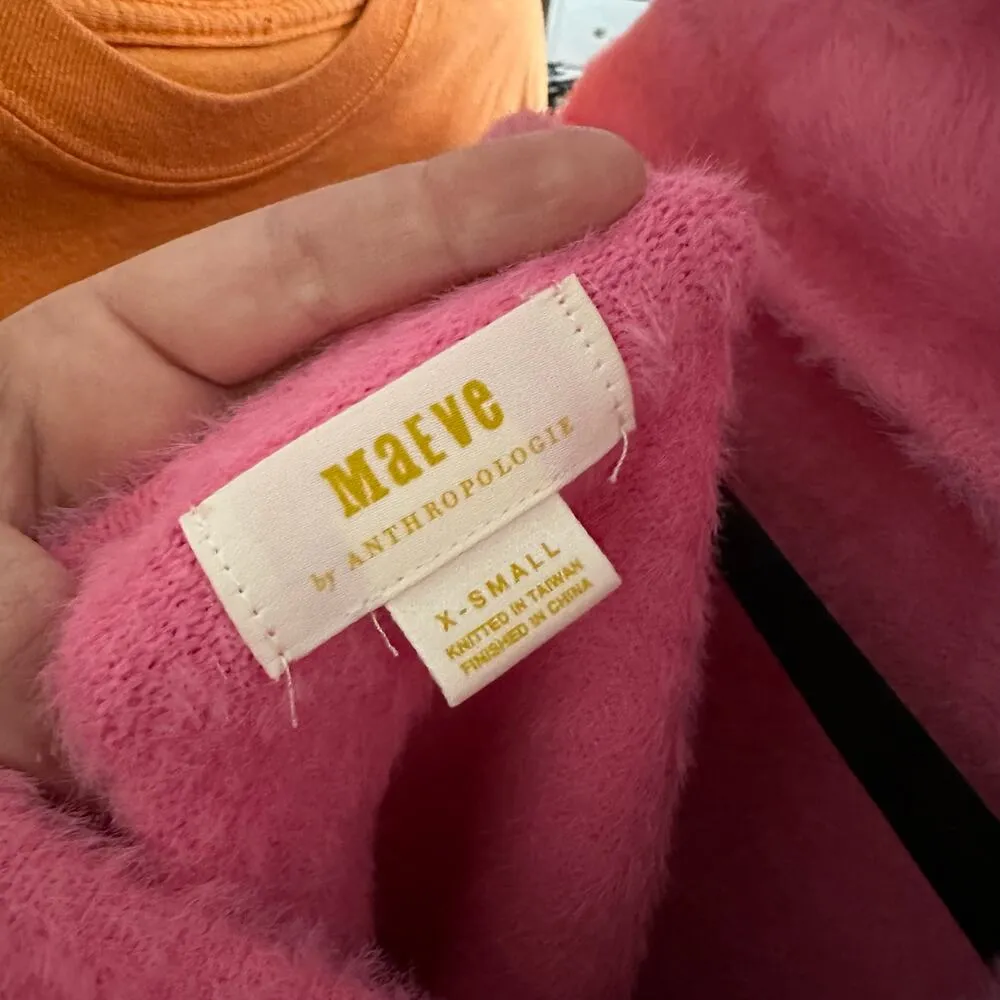 MaEVe
by ANTHROPOLOGIE
X-SMALL
KNITTED IN TAIWAN
FINISHED IN CHINA